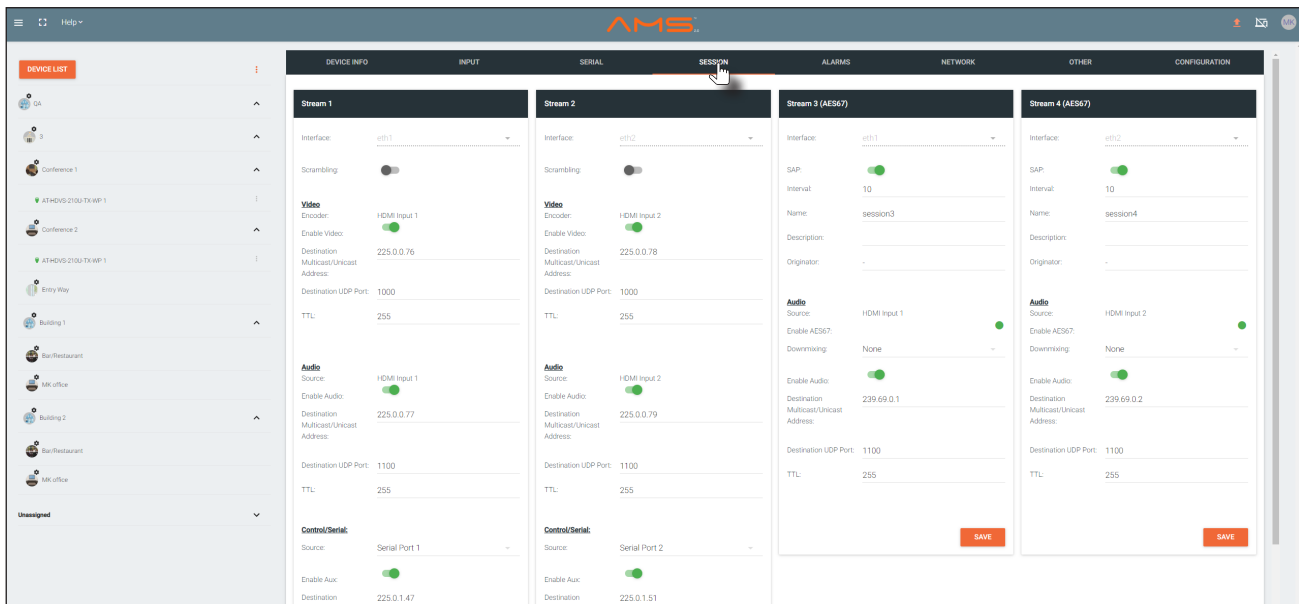 Help
AMS
MK
DEVICE LIST
QA
3
Conference 1
AT-HDVS-210U-TX-WP 1
Conference 2
AT-HDVS-210U-TX-WP 1
Entry Way
Building 1
Bar/Restaurant
MK office
Building 2
Bar/Restaurant
MK office
Unassigned
DEVICE INFO INPUT SERIAL SESSION ALARMS NETWORK OTHER CONFIGURATION
Stream 1
Interface: eth1
Scrambling:
Video
Encoder: HDMI Input 1
Enable Video:
Destination 225.0.0.76
Multicast/Unicast
Address:
Destination UDP Port: 1000
TTL: 255
Audio
Source: HDMI Input 1
Enable Audio:
Destination 225.0.0.77
Multicast/Unicast
Address:
Destination UDP Port: 1100
TTL: 255
Control/Serial:
Source: Serial Port 1
Enable Aux:
Destination 225.0.1.47
Stream 2
Interface: eth2
Scrambling:
Video
Encoder: HDMI Input 2
Enable Video:
Destination 225.0.0.78
Multicast/Unicast
Address:
Destination UDP Port: 1000
TTL: 255
Audio
Source: HDMI Input 2
Enable Audio:
Destination 225.0.0.79
Multicast/Unicast
Address:
Destination UDP Port: 1100
TTL: 255
Control/Serial:
Source: Serial Port 2
Enable Aux:
Destination 225.0.1.51
Stream 3 (AES67)
Interface: eth1
SAP:
Interval: 10
Name: session3
Description:
Originator: -
Audio
Source: HDMI Input 1
Enable AES67:
Downmixing: None
Enable Audio:
Destination 239.69.0.1
Multicast/Unicast
Address:
Destination UDP Port: 1100
TTL: 255
SAVE
Stream 4 (AES67)
Interface: eth2
SAP:
Interval: 10
Name: session4
Description:
Originator: -
Audio
Source: HDMI Input 2
Enable AES67:
Downmixing: None
Enable Audio:
Destination 239.69.0.2
Multicast/Unicast
Address:
Destination UDP Port: 1100
TTL: 255
SAVE